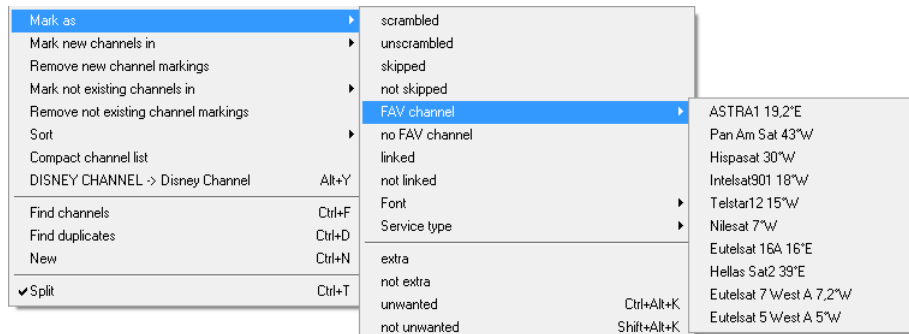 Mark as
Mark new channels in
Remove new channel markings
Mark not existing channels in
Remove not existing channel markings
Sort
Compact channel list
DISNEY CHANNEL -> Disney Channel Alt+Y
Find channels Ctrl+F
Find duplicates Ctrl+D
New Ctrl+N
Split Ctrl+T
scrambled
unscrambled
skipped
not skipped
FAV channel
no FAV channel
linked
not linked
Font
Service type
extra
not extra
unwanted Ctrl+Alt+K
not unwanted Shift+Alt+K
ASTRA1 19,2°E
Pan Am Sat 43°W
Hispasat 30°W
Intelsat901 18°W
Telstar12 15°W
Nilesat 7°W
Eutelsat 16A 16°E
Hellas Sat2 39°E
Eutelsat 7 West A 7,2°W
Eutelsat 5 West A 5°W